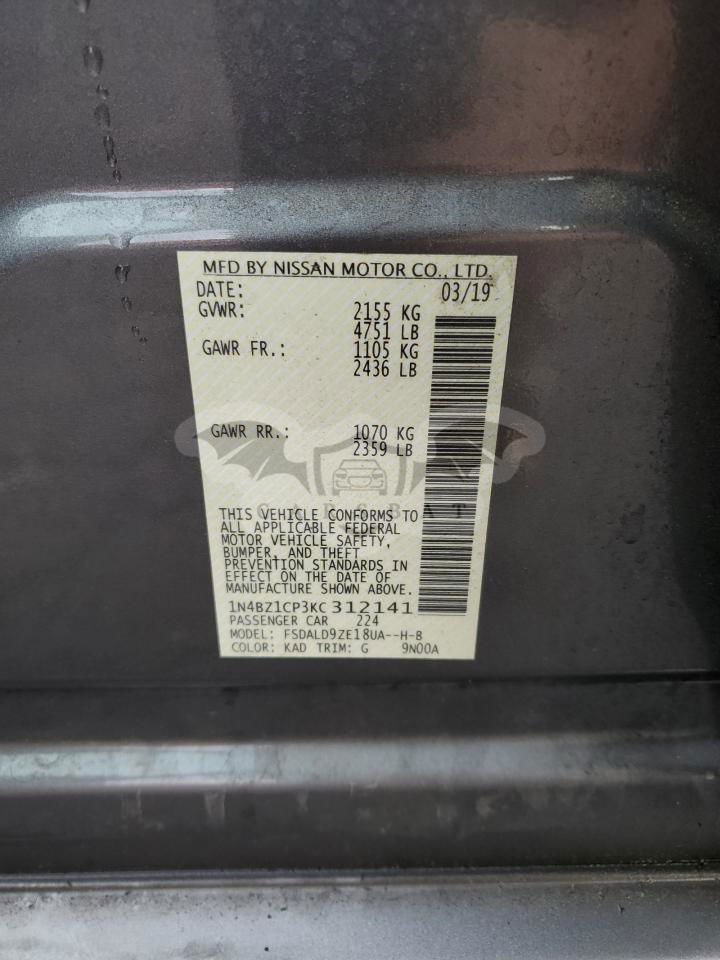 MFD BY NISSAN MOTOR CO., LTD.
DATE: 03/19
GVWR: 2155 KG
4751 LB
GAWR FR.: 1105 KG
2436 LB
GAWR RR.: 1070 KG
2359 LB
CARSBAT
THIS VEHICLE CONFORMS TO
ALL APPLICABLE FEDERAL
MOTOR VEHICLE SAFETY,
BUMPER, AND THEFT
PREVENTION STANDARDS IN
EFFECT ON THE DATE OF
MANUFACTURE SHOWN ABOVE.
1N4BZ1CP3KC 312141
PASSENGER CAR 224
MODEL: FSDALD9ZE18UA--H-B
COLOR: KAD TRIM: G 9N00A